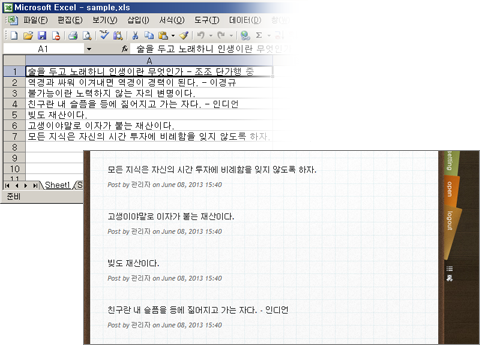 Microsoft Excel - sample.xls
파일(F) 편집(E) 보기(V) 삽입(I) 서식(O) 도구(T) 데이터(D)
A1 fx 술을 두고 노래하니 인생이란 무엇인가
A
1 술을 두고 노래하니 인생이란 무엇인가 - 조조 단가행 중
2 역경과 싸워 이겨내면 역경이 경력이 된다. - 이경규
3 불가능이란 노력하지 않는 자의 변명이다.
4 친구란 내 슬픔을 등에 짊어지고 가는 자다. - 인디언
5 빚도 재산이다.
6 고생이야말로 이자가 붙는 재산이다.
7 모든 지식은 자신의 시간 투자에 비례함을 잊지 않도록 하자.
8
9
10
11
Sheet1
준비
모든 지식은 자신의 시간 투자에 비례함을 잊지 않도록 하자.
Post by 관리자 on June 08, 2013 15:40
고생이야말로 이자가 붙는 재산이다.
Post by 관리자 on June 08, 2013 15:40
빚도 재산이다.
Post by 관리자 on June 08, 2013 15:40
친구란 내 슬픔을 등에 짊어지고 가는 자다. - 인디언
Post by 관리자 on June 08, 2013 15:40
setting
open
logout